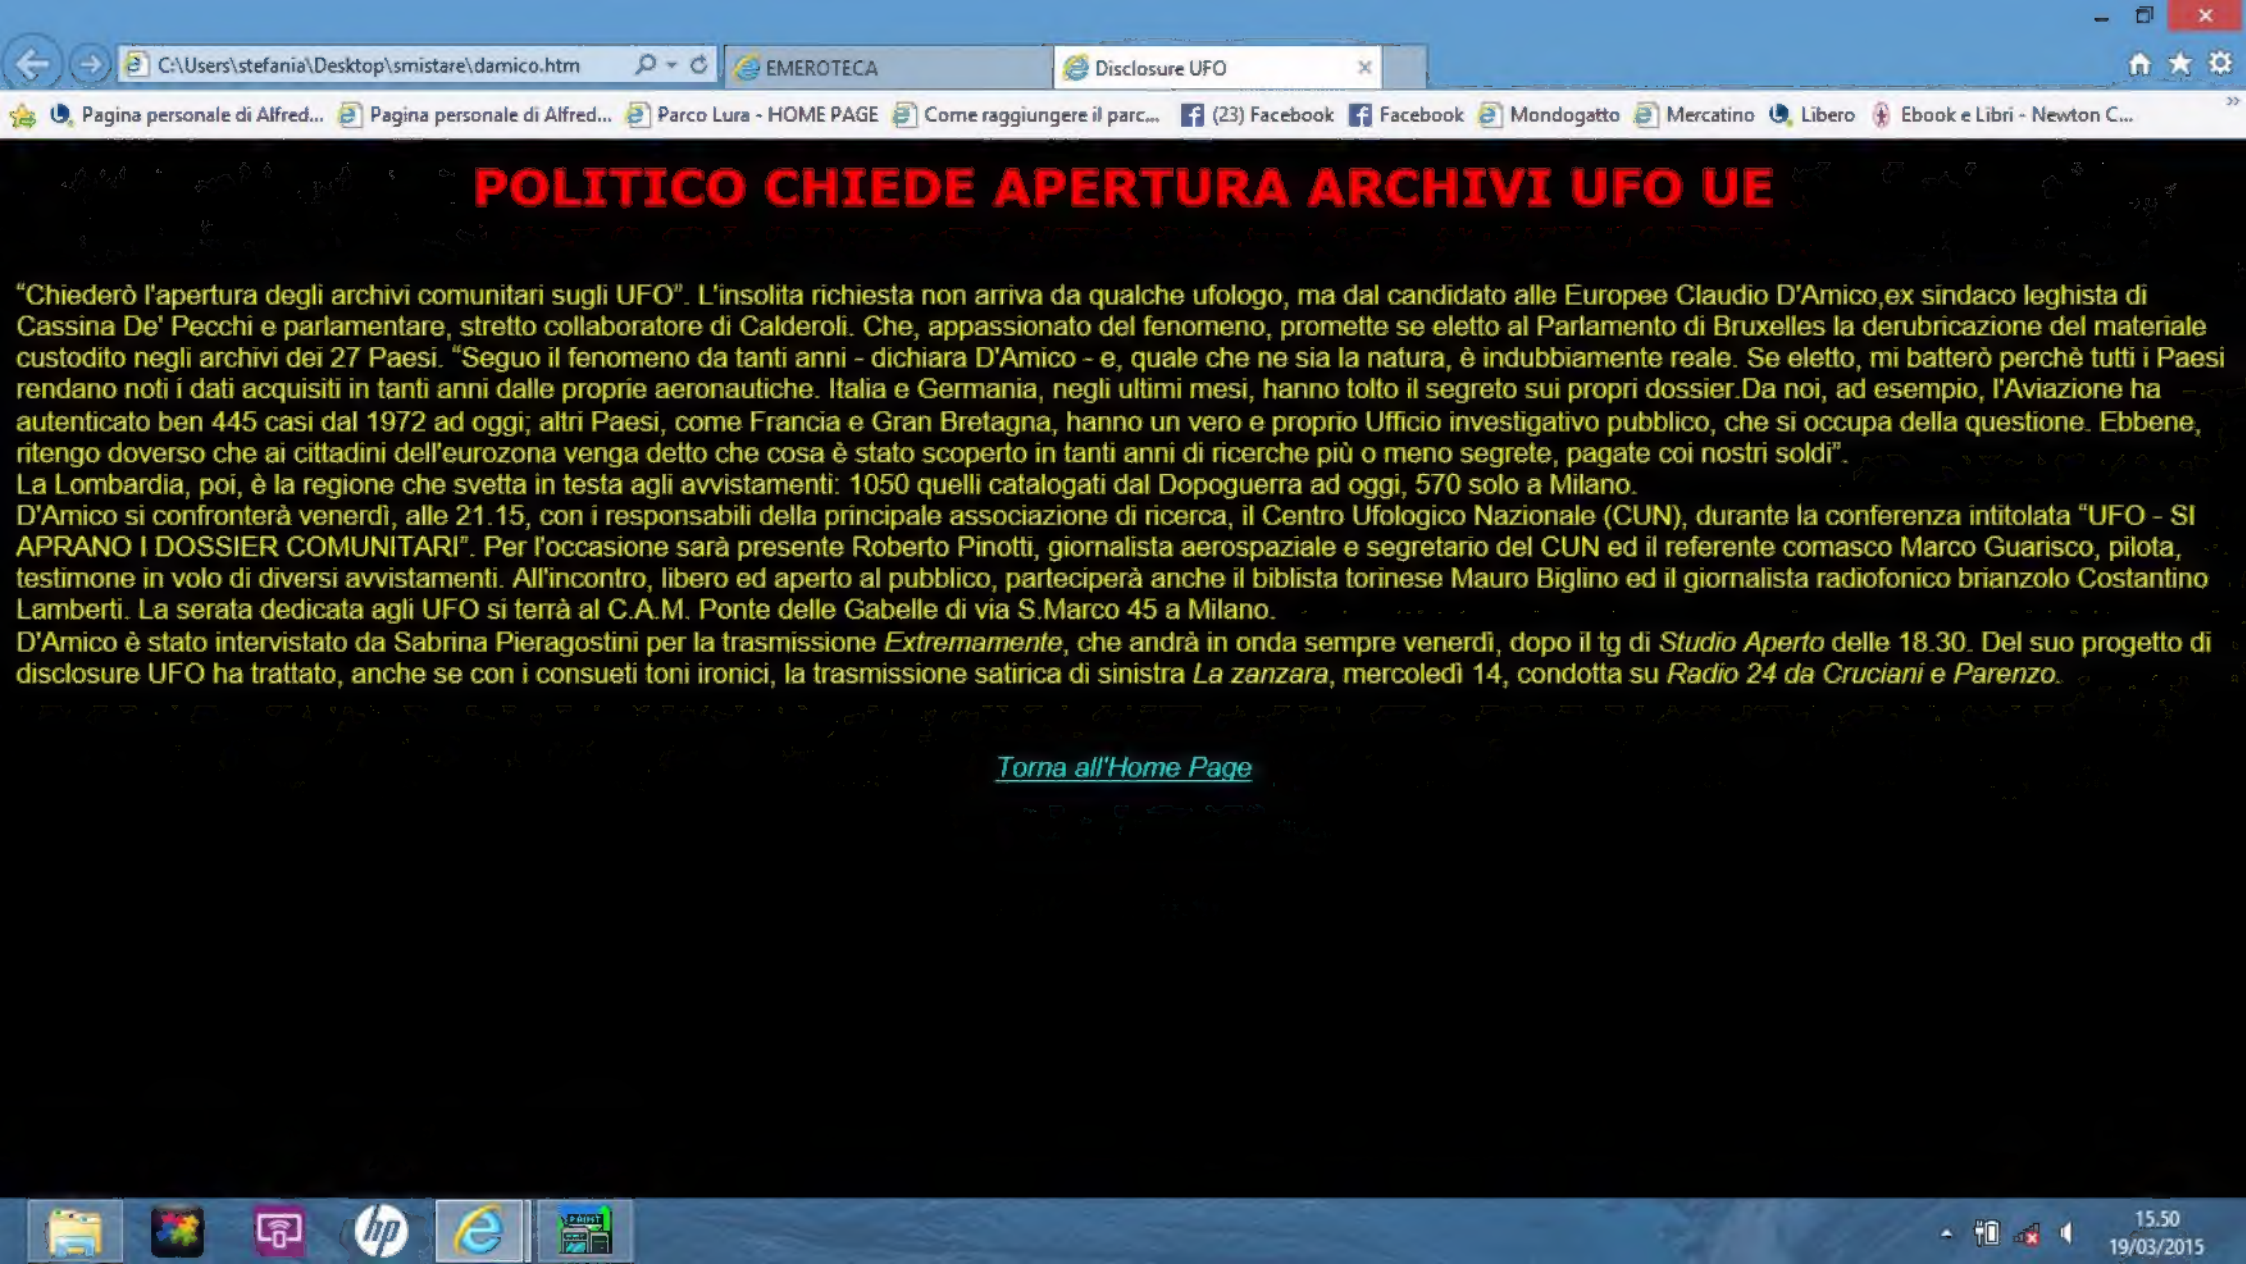 C:\Users\stefania\Desktop\smistare\damico.htm
EMEROTECA
Disclosure UFO
Pagina personale di Alfred... Pagina personale di Alfred... Parco Lura - HOME PAGE Come raggiungere il parc... (23) Facebook Facebook Mondogatto Mercatino Libero Ebook e Libri - Newton C...
POLITICO CHIEDE APERTURA ARCHIVI UFO UE
“Chiederò l'apertura degli archivi comunitari sugli UFO”. L'insolita richiesta non arriva da qualche ufologo, ma dal candidato alle Europee Claudio D'Amico,ex sindaco leghista di
Cassina De' Pecchi e parlamentare, stretto collaboratore di Calderoli. Che, appassionato del fenomeno, promette se eletto al Parlamento di Bruxelles la derubricazione del materiale
custodito negli archivi dei 27 Paesi. “Seguo il fenomeno da tanti anni - dichiara D'Amico - e, quale che ne sia la natura, è indubbiamente reale. Se eletto, mi batterò perchè tutti i Paesi
rendano noti i dati acquisiti in tanti anni dalle proprie aeronautiche. Italia e Germania, negli ultimi mesi, hanno tolto il segreto sui propri dossier.Da noi, ad esempio, l'Aviazione ha
autenticato ben 445 casi dal 1972 ad oggi; altri Paesi, come Francia e Gran Bretagna, hanno un vero e proprio Ufficio investigativo pubblico, che si occupa della questione. Ebbene,
ritengo doverso che ai cittadini dell'eurozona venga detto che cosa è stato scoperto in tanti anni di ricerche più o meno segrete, pagate coi nostri soldi”.
La Lombardia, poi, è la regione che svetta in testa agli avvistamenti: 1050 quelli catalogati dal Dopoguerra ad oggi, 570 solo a Milano.
D'Amico si confronterà venerdì, alle 21.15, con i responsabili della principale associazione di ricerca, il Centro Ufologico Nazionale (CUN), durante la conferenza intitolata “UFO - SI
APRANO I DOSSIER COMUNITARI”. Per l'occasione sarà presente Roberto Pinotti, giornalista aerospaziale e segretario del CUN ed il referente comasco Marco Guarisco, pilota,
testimone in volo di diversi avvistamenti. All'incontro, libero ed aperto al pubblico, parteciperà anche il biblista torinese Mauro Biglino ed il giornalista radiofonico brianzolo Costantino
Lamberti. La serata dedicata agli UFO si terrà al C.A.M. Ponte delle Gabelle di via S.Marco 45 a Milano.
D'Amico è stato intervistato da Sabrina Pieragostini per la trasmissione Extremamente, che andrà in onda sempre venerdì, dopo il tg di Studio Aperto delle 18.30. Del suo progetto di
disclosure UFO ha trattato, anche se con i consueti toni ironici, la trasmissione satirica di sinistra La zanzara, mercoledì 14, condotta su Radio 24 da Cruciani e Parenzo.
Torna all'Home Page
hp
PAINT
15.50
19/03/2015